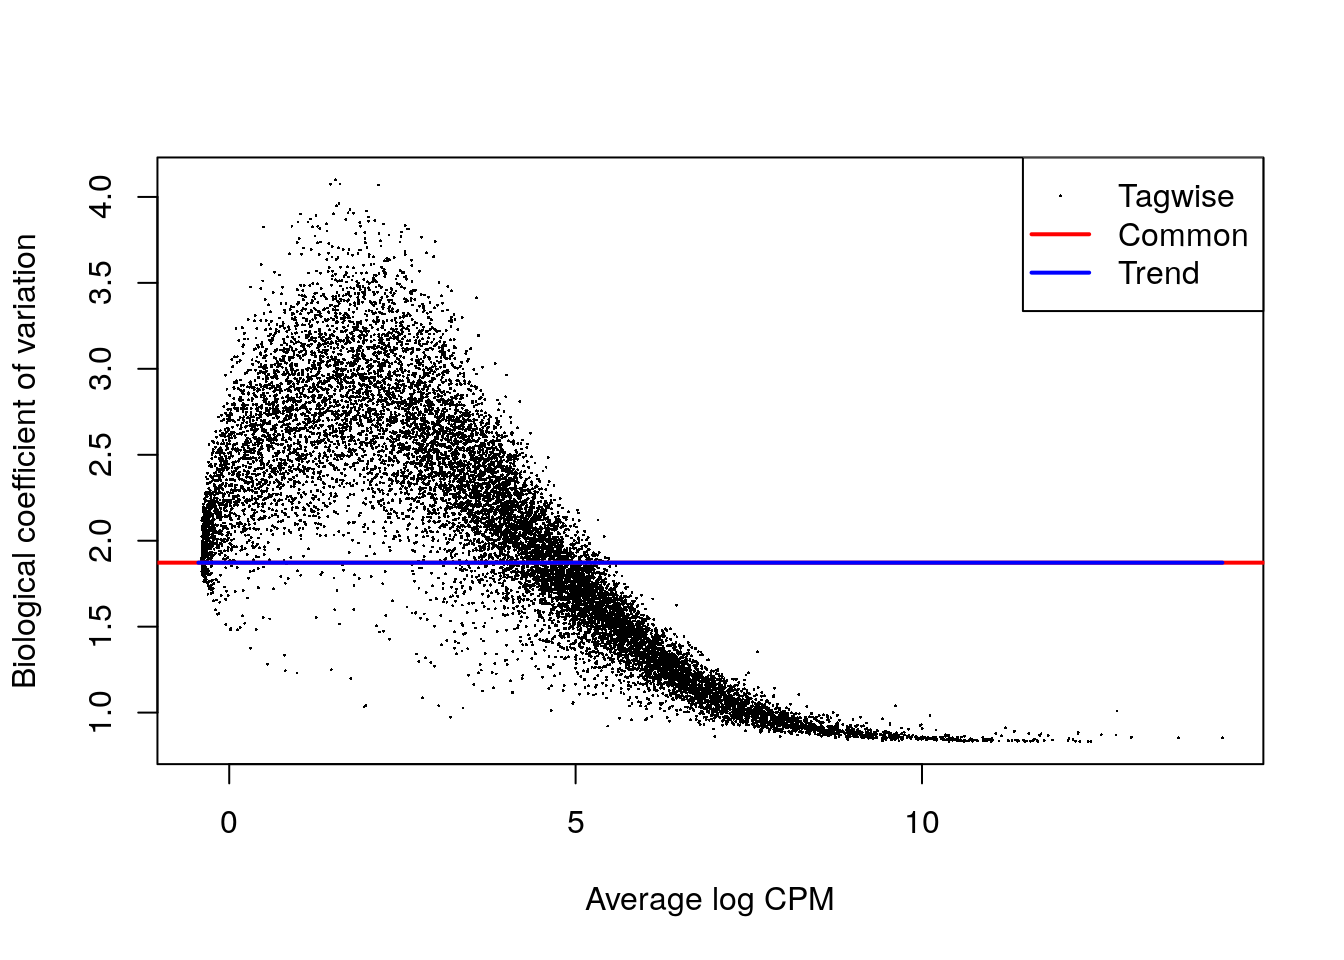 Tagwise
Common
Trend
Biological coefficient of variation
4.0
3.5
3.0
2.5
2.0
1.5
1.0
0 5 10
Average log CPM